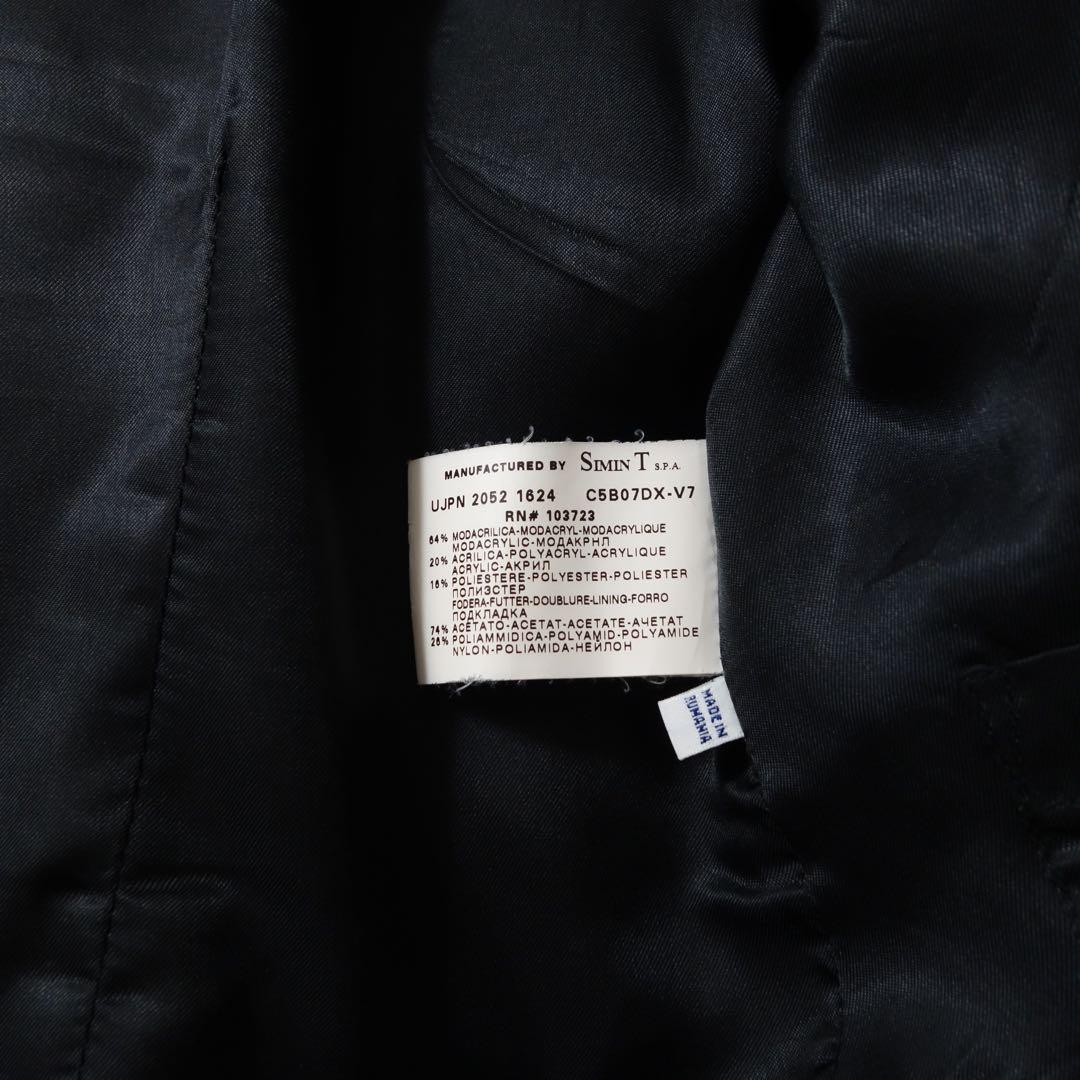 MANUFACTURED BY SIMIN T S.P.A.
UJPN 2052 1624 C5B07DX-V7
RN# 103723
64% MODACRILICA-MODACRYL-MODACRYLIQUE
MODACRYLIC-МОДАКРНЛ
20% ACRILICA-POLYACRYL-ACRYLIQUE
ACRYLIC-АКРИЛ
16% POLIESTERE-POLYESTER-POLIESTER
ПОЛИЭСТЕР
FODERA-FUTTER-DOUBLURE-LINING-FORRO
ПОДКЛАДКА
74% ACETATO-ACETAT-ACETATE-АЧЕТАТ
26% POLIAMMIDICA-POLYAMID-POLYAMIDE
NYLON-POLIAMIDA-НЕЙЛОН
MADE IN
RUMANIA